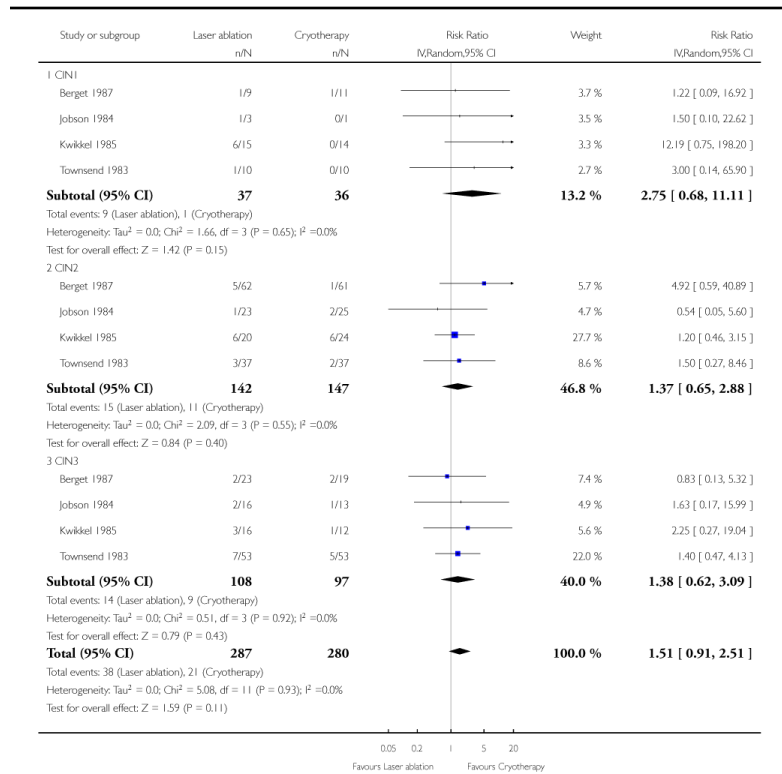 Study or subgroup Laser ablation Cryotherapy Risk Ratio Weight Risk Ratio
n/N n/N IV,Random,95% CI IV,Random,95% CI
1 CIN1
Berget 1987 1/9 1/11 3.7 % 1.22 [ 0.09, 16.92 ]
Jobson 1984 1/3 0/1 3.5 % 1.50 [ 0.10, 22.62 ]
Kwikkel 1985 6/15 0/14 3.3 % 12.19 [ 0.75, 198.20 ]
Townsend 1983 1/10 0/10 2.7 % 3.00 [ 0.14, 65.90 ]
Subtotal (95% CI) 37 36 13.2 % 2.75 [ 0.68, 11.11 ]
Total events: 9 (Laser ablation), 1 (Cryotherapy)
Heterogeneity: Tau² = 0.0; Chi² = 1.66, df = 3 (P = 0.65); I² =0.0%
Test for overall effect: Z = 1.42 (P = 0.15)
2 CIN2
Berget 1987 5/62 1/61 5.7 % 4.92 [ 0.59, 40.89 ]
Jobson 1984 1/23 2/25 4.7 % 0.54 [ 0.05, 5.60 ]
Kwikkel 1985 6/20 6/24 27.7 % 1.20 [ 0.46, 3.15 ]
Townsend 1983 3/37 2/37 8.6 % 1.50 [ 0.27, 8.46 ]
Subtotal (95% CI) 142 147 46.8 % 1.37 [ 0.65, 2.88 ]
Total events: 15 (Laser ablation), 11 (Cryotherapy)
Heterogeneity: Tau² = 0.0; Chi² = 2.09, df = 3 (P = 0.55); I² =0.0%
Test for overall effect: Z = 0.84 (P = 0.40)
3 CIN3
Berget 1987 2/23 2/19 7.4 % 0.83 [ 0.13, 5.32 ]
Jobson 1984 2/16 1/13 4.9 % 1.63 [ 0.17, 15.99 ]
Kwikkel 1985 3/16 1/12 5.6 % 2.25 [ 0.27, 19.04 ]
Townsend 1983 7/53 5/53 22.0 % 1.40 [ 0.47, 4.13 ]
Subtotal (95% CI) 108 97 40.0 % 1.38 [ 0.62, 3.09 ]
Total events: 14 (Laser ablation), 9 (Cryotherapy)
Heterogeneity: Tau² = 0.0; Chi² = 0.51, df = 3 (P = 0.92); I² =0.0%
Test for overall effect: Z = 0.79 (P = 0.43)
Total (95% CI) 287 280 100.0 % 1.51 [ 0.91, 2.51 ]
Total events: 38 (Laser ablation), 21 (Cryotherapy)
Heterogeneity: Tau² = 0.0; Chi² = 5.08, df = 11 (P = 0.93); I² =0.0%
Test for overall effect: Z = 1.59 (P = 0.11)
0.05 0.2 1 5 20
Favours Laser ablation Favours Cryotherapy